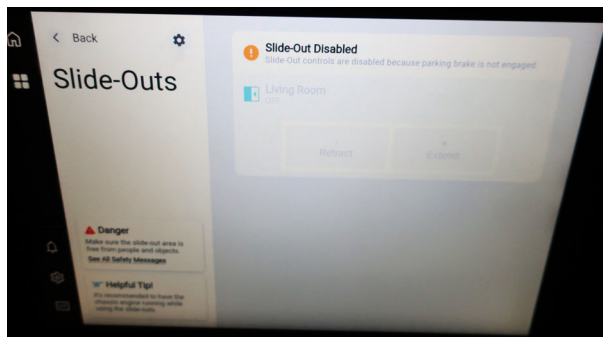 Back
Slide-Outs
Slide-Out Disabled
Slide-Out controls are disabled because parking brake is not engaged
Living Room
OFF
Retract
Extend
Danger
Make sure the slide-out area is
free from people and objects.
See All Safety Messages
Helpful Tip!
It's recommended to have the
chassis engine running while
using the slide-outs.